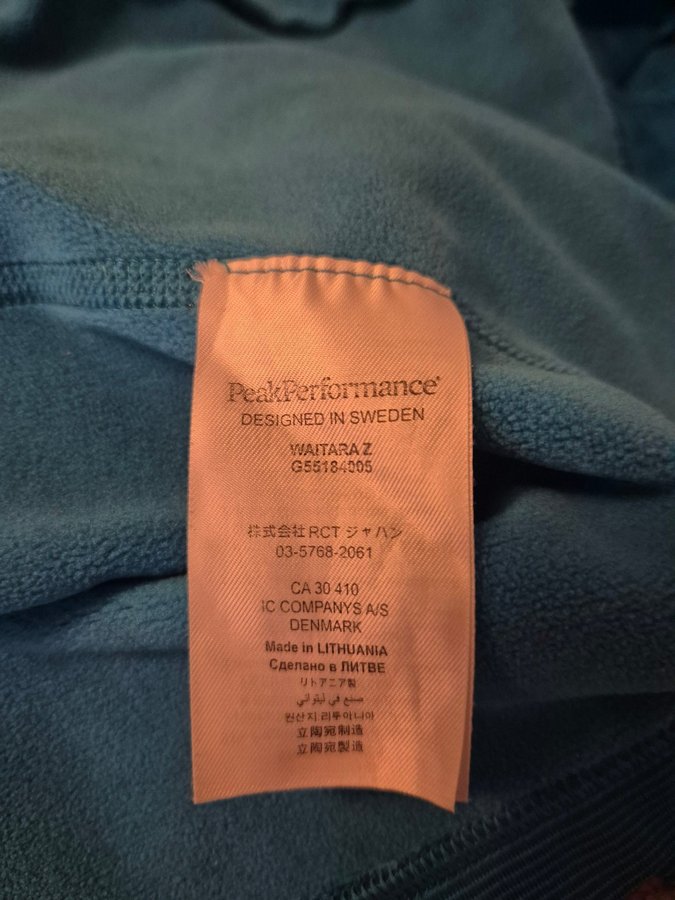 PeakPerformance®
DESIGNED IN SWEDEN
WAITARA Z
G55184005
株式会社 RCT ジャパン
03-5768-2061
CA 30 410
IC COMPANYS A/S
DENMARK
Made in LITHUANIA
Сделано в ЛИТВЕ
リトアニア製
صنع في ليتواني
원산지 리투아니아
立陶宛制造
立陶宛製造